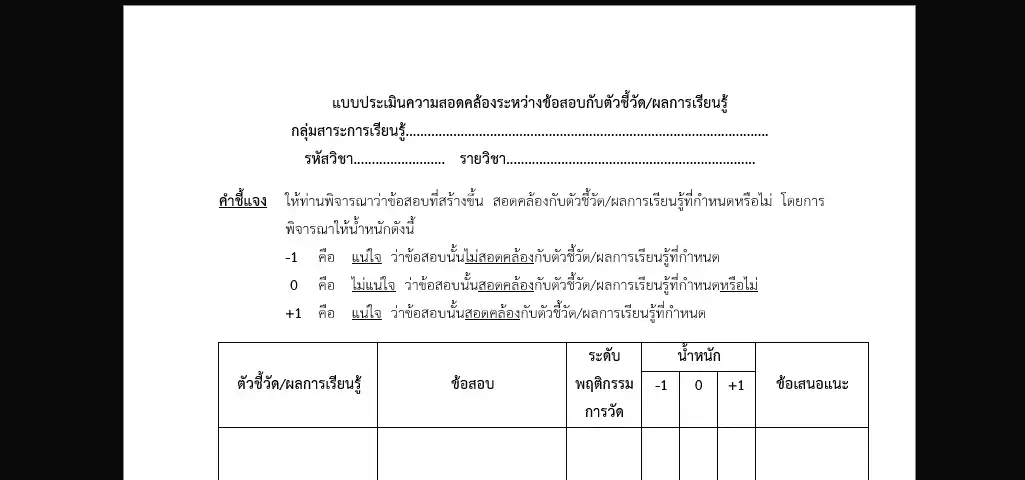 แบบประเมินความสอดคล้องระหว่างข้อสอบกับตัวชี้วัด/ผลการเรียนรู้
กลุ่มสาระการเรียนรู้...................................................................................................
รหัสวิชา......................... รายวิชา....................................................................
คำชี้แจง ให้ท่านพิจารณาว่าข้อสอบที่สร้างขึ้น สอดคล้องกับตัวชี้วัด/ผลการเรียนรู้ที่กำหนดหรือไม่ โดยการ
พิจารณาให้น้ำหนักดังนี้
-1 คือ แน่ใจ ว่าข้อสอบนั้นไม่สอดคล้องกับตัวชี้วัด/ผลการเรียนรู้ที่กำหนด
0 คือ ไม่แน่ใจ ว่าข้อสอบนั้นสอดคล้องกับตัวชี้วัด/ผลการเรียนรู้ที่กำหนดหรือไม่
+1 คือ แน่ใจ ว่าข้อสอบนั้นสอดคล้องกับตัวชี้วัด/ผลการเรียนรู้ที่กำหนด
ตัวชี้วัด/ผลการเรียนรู้
ข้อสอบ
ระดับ
พฤติกรรม
การวัด
น้ำหนัก
-1 0 +1
ข้อเสนอแนะ